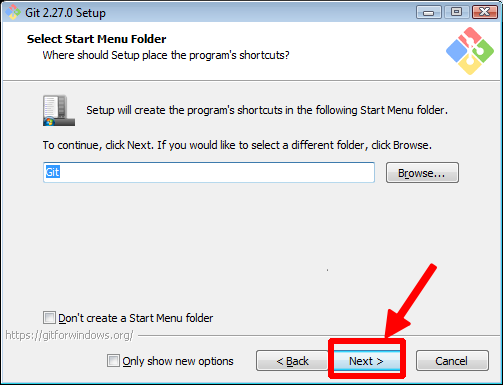 Git 2.27.0 Setup
Select Start Menu Folder
Where should Setup place the program's shortcuts?
Setup will create the program's shortcuts in the following Start Menu folder.
To continue, click Next. If you would like to select a different folder, click Browse.
Git
Browse...
Don't create a Start Menu folder
https://gitforwindows.org/
Only show new options
< Back
Next >
Cancel